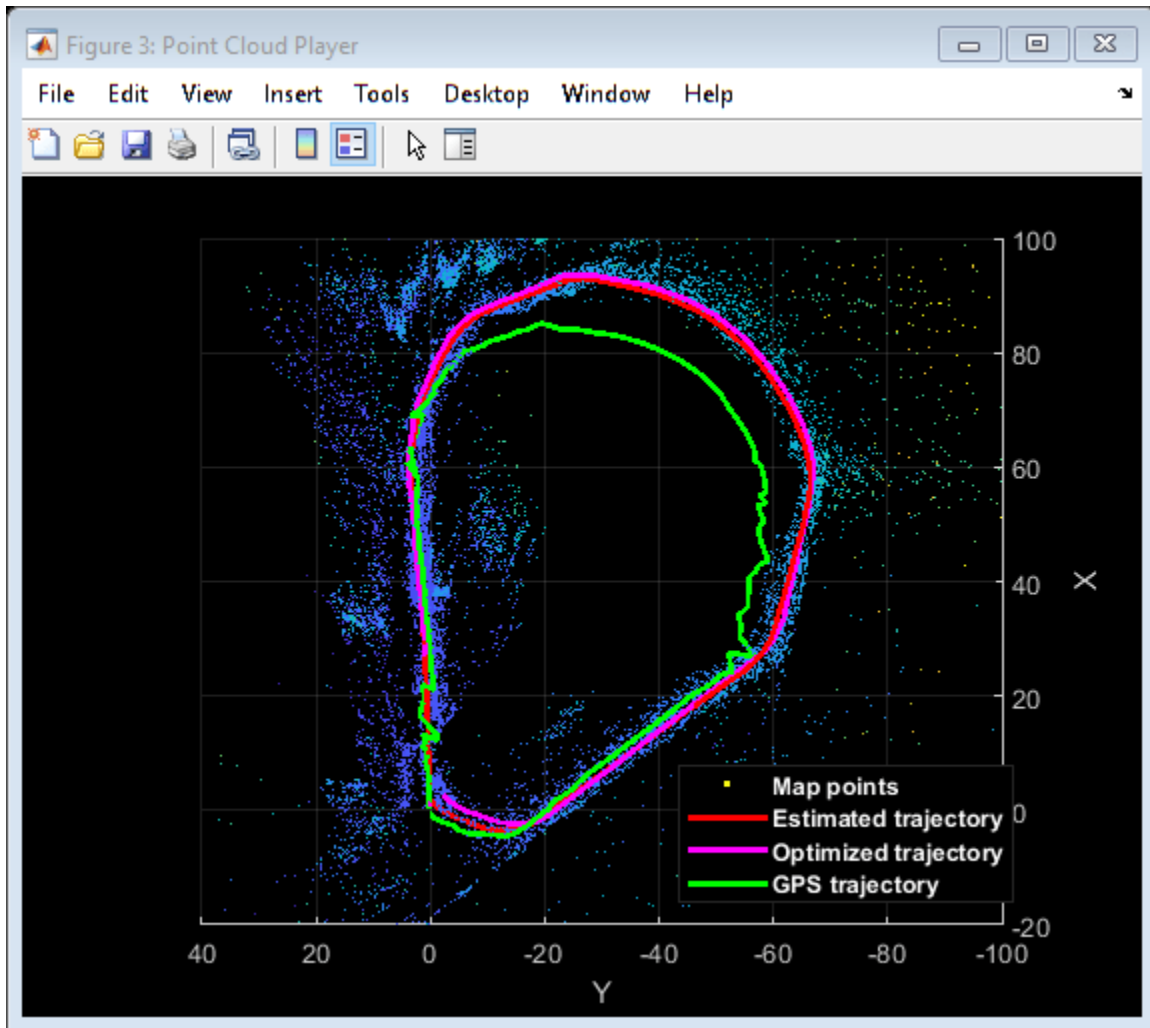 Figure 3: Point Cloud Player
File Edit View Insert Tools Desktop Window Help
100
80
60
X
40
20
Map points
0
Estimated trajectory
Optimized trajectory
GPS trajectory
-20
40 20 0 -20 -40 -60 -80 -100
Y